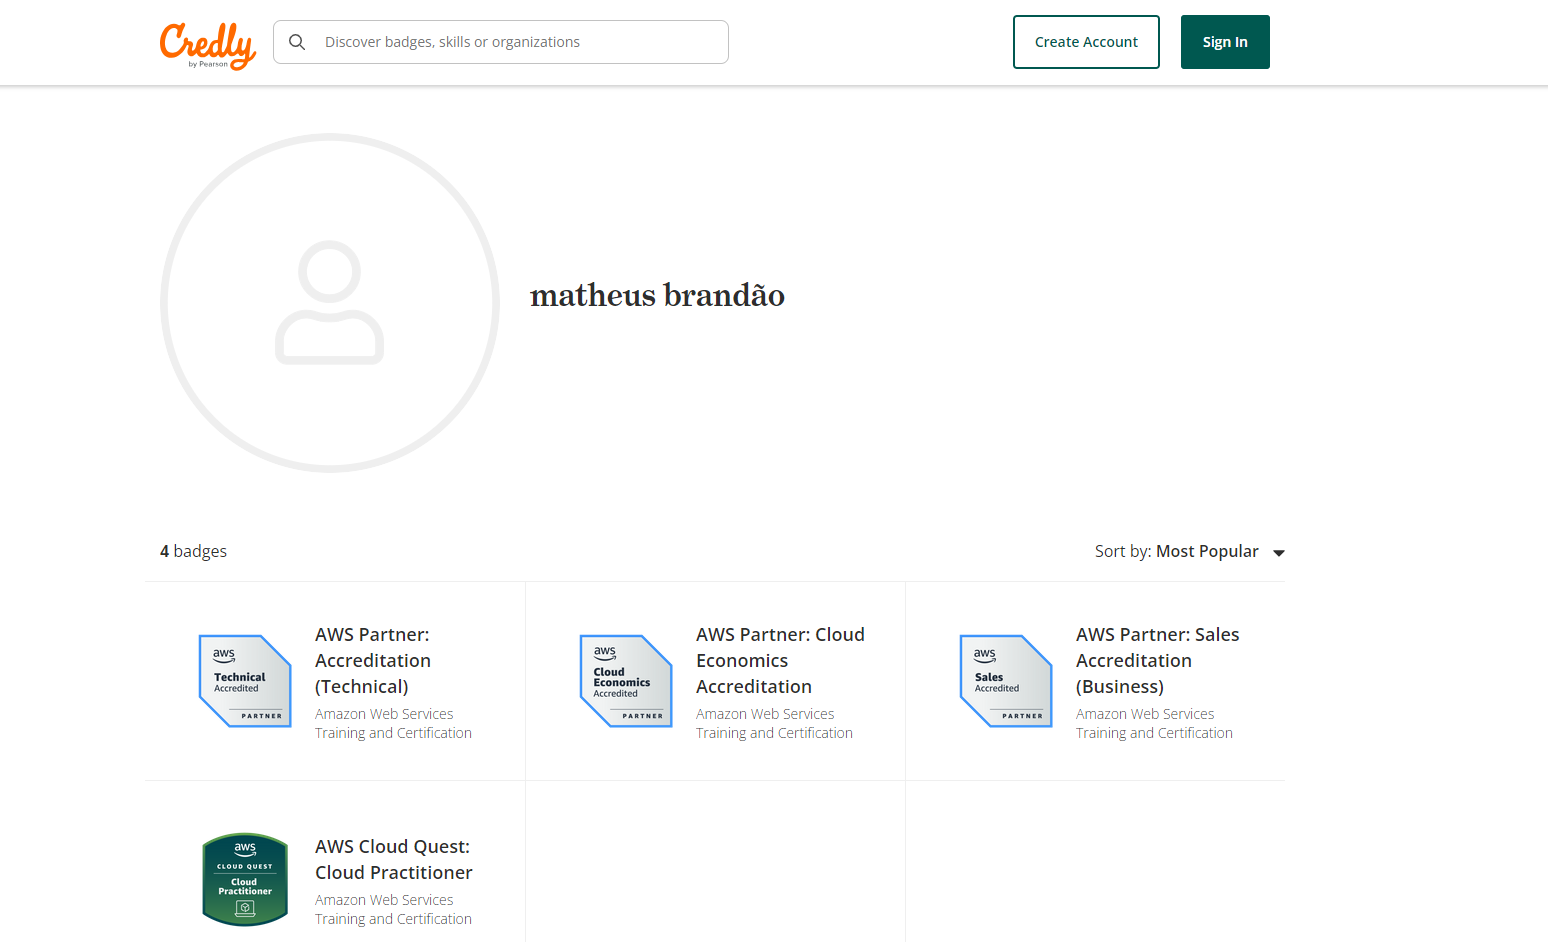 Credly
by Pearson
Discover badges, skills or organizations
Create Account
Sign In
matheus brandão
4 badges
Sort by: Most Popular
aws
Technical
Accredited
PARTNER
AWS Partner:
Accreditation
(Technical)
Amazon Web Services
Training and Certification
aws
Cloud
Economics
Accredited
PARTNER
AWS Partner: Cloud
Economics
Accreditation
Amazon Web Services
Training and Certification
aws
Sales
Accredited
PARTNER
AWS Partner: Sales
Accreditation
(Business)
Amazon Web Services
Training and Certification
aws
CLOUD QUEST
Cloud
Practitioner
AWS Cloud Quest:
Cloud Practitioner
Amazon Web Services
Training and Certification